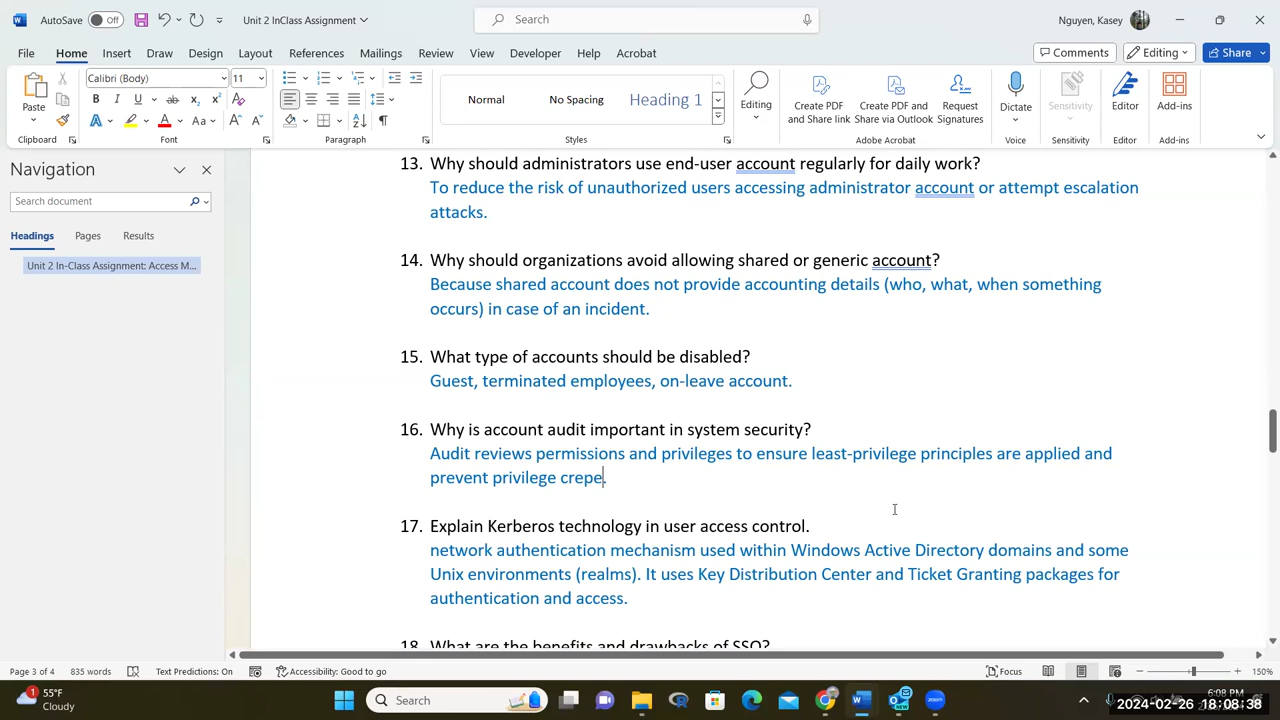 AutoSave Off Unit 2 InClass Assignment Search Nguyen, Kasey
File Home Insert Draw Design Layout References Mailings Review View Developer Help Acrobat Comments Editing Share
Paste Calibri (Body) 11 Normal No Spacing Heading 1 Editing Create PDF and Share link Create PDF and Share via Outlook Request Signatures Dictate Sensitivity Editor Add-ins
Clipboard Font Paragraph Styles Adobe Acrobat Voice Sensitivity Editor Add-ins
Navigation
Search document
Headings Pages Results
Unit 2 In-Class Assignment: Access M...
13. Why should administrators use end-user account regularly for daily work?
To reduce the risk of unauthorized users accessing administrator account or attempt escalation
attacks.
14. Why should organizations avoid allowing shared or generic account?
Because shared account does not provide accounting details (who, what, when something
occurs) in case of an incident.
15. What type of accounts should be disabled?
Guest, terminated employees, on-leave account.
16. Why is account audit important in system security?
Audit reviews permissions and privileges to ensure least-privilege principles are applied and
prevent privilege crepe.
17. Explain Kerberos technology in user access control.
network authentication mechanism used within Windows Active Directory domains and some
Unix environments (realms). It uses Key Distribution Center and Ticket Granting packages for
authentication and access.
18. What are the benefits and drawbacks of SSO?
Page 3 of 4 835 words Text Predictions: On Accessibility: Good to go Focus 150%
1 55°F
Cloudy
Search
6:08 PM
2024-02-26 18:08:38